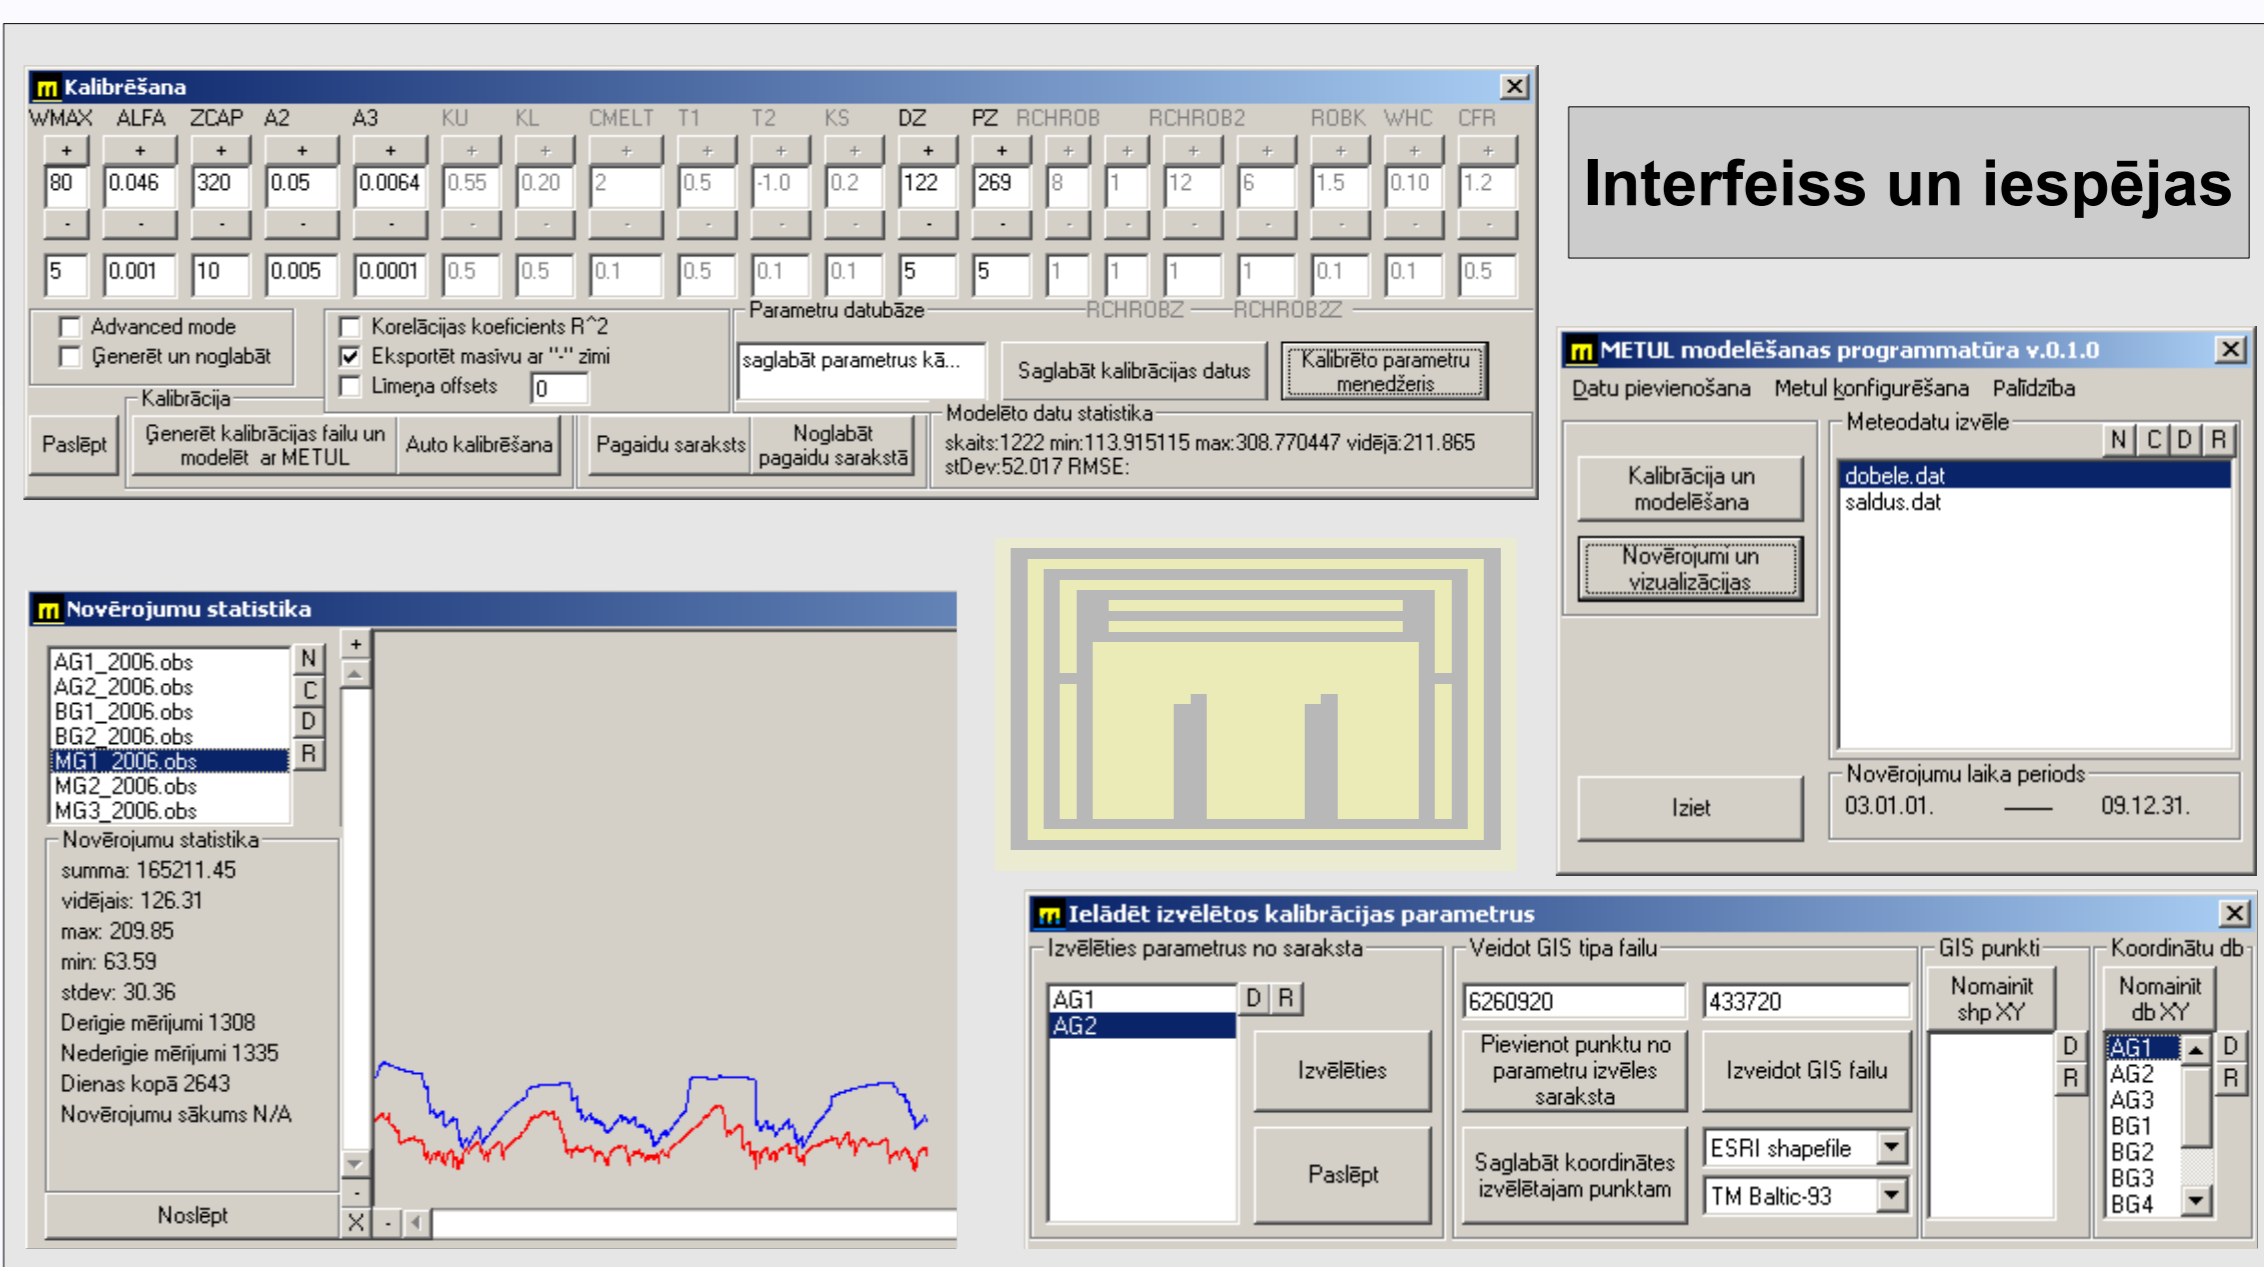 Kalibrēšana
WMAX ALFA ZCAP A2 A3 KU KL CMELT T1 T2 KS DZ PZ RCHROB RCHROB2 ROBK WHC CFR
+ + + + + + + + + + + + + + + + + + + +
80 0.046 320 0.05 0.0064 0.55 0.20 2 0.5 -1.0 0.2 122 269 8 1 12 6 1.5 0.10 1.2
- - - - - - - - - - - - - - - - - - - -
5 0.001 10 0.005 0.0001 0.5 0.5 0.1 0.5 0.1 0.1 5 5 1 1 1 1 0.1 0.1 0.5
RCHROBZ RCHROB2Z
Advanced mode
Ģenerēt un noglabāt
Korelācijas koeficients R^2
Eksportēt masīvu ar "-" zīmi
Līmeņa offsets 0
Parametru datubāze
saglabāt parametrus kā...
Saglabāt kalibrācijas datus
Kalibrēto parametru
menedžeris
Paslēpt
Kalibrācija
Ģenerēt kalibrācijas failu un
modelēt ar METUL
Auto kalibrēšana
Pagaidu saraksts
Noglabāt
pagaidu sarakstā
Modelēto datu statistika
skaits:1222 min:113.915115 max:308.770447 vidējā:211.865
stDev:52.017 RMSE:
Interfeiss un iespējas
METUL modelēšanas programmatūra v.0.1.0
Datu pievienošana Metul konfigurēšana Palīdzība
Kalibrācija un
modelēšana
Novērojumi un
vizualizācijas
Iziet
Meteodatu izvēle
N C D R
dobele.dat
saldus.dat
Novērojumu laika periods
03.01.01. —— 09.12.31.
Novērojumu statistika
AG1_2006.obs
AG2_2006.obs
BG1_2006.obs
BG2_2006.obs
MG1_2006.obs
MG2_2006.obs
MG3_2006.obs
N
C
D
R
Novērojumu statistika
summa: 165211.45
vidējais: 126.31
max: 209.85
min: 63.59
stdev: 30.36
Derīgie mērījumi 1308
Nederīgie mērījumi 1335
Dienas kopā 2643
Novērojumu sākums N/A
Noslēpt
+
-
X -
Ielādēt izvēlētos kalibrācijas parametrus
Izvēlēties parametrus no saraksta
AG1
AG2
D R
Izvēlēties
Paslēpt
Veidot GIS tipa failu
6260920 433720
Pievienot punktu no
parametru izvēles
saraksta
Izveidot GIS failu
Saglabāt koordinātes
izvēlētajam punktam
ESRI shapefile
TM Baltic-93
GIS punkti
Nomainīt
shp XY
D
R
Koordinātu db
Nomainīt
db XY
AG1
AG2
AG3
BG1
BG2
BG3
BG4
D
R